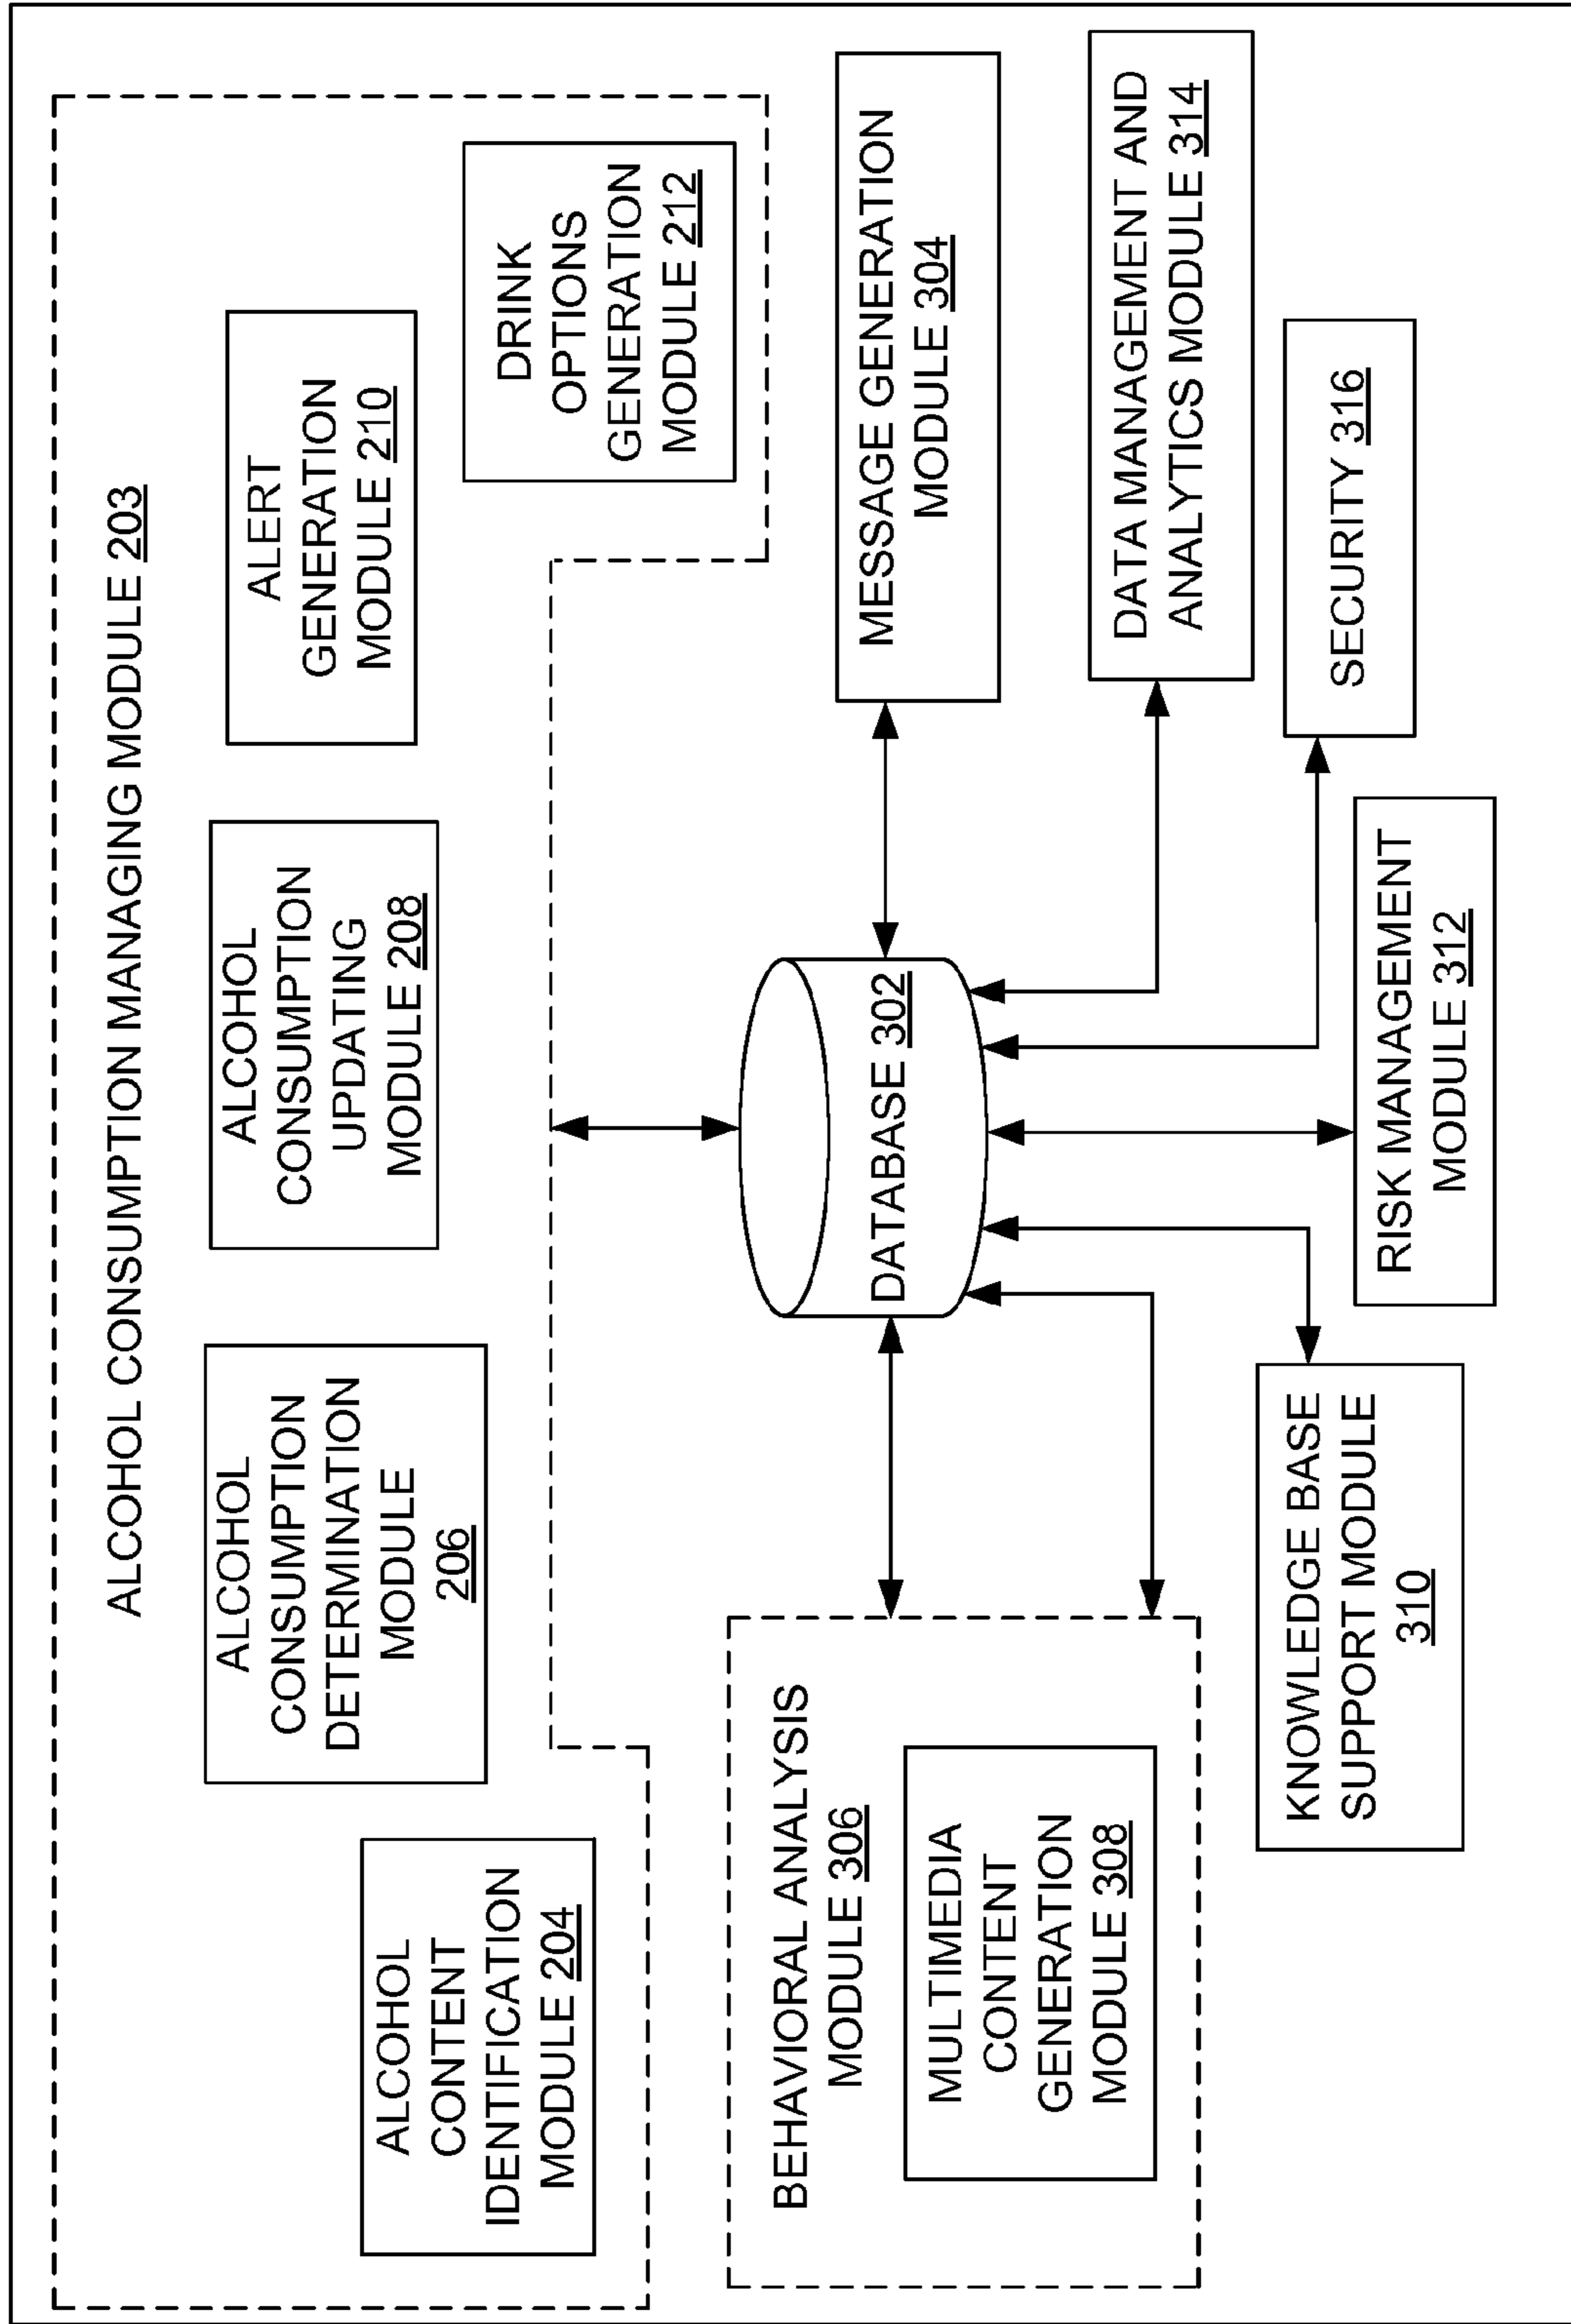 ALCOHOL CONSUMPTION MANAGING MODULE 203
ALCOHOL
CONTENT
IDENTIFICATION
MODULE 204
ALCOHOL
CONSUMPTION
DETERMINATION
MODULE
206
ALCOHOL
CONSUMPTION
UPDATING
MODULE 208
ALERT
GENERATION
MODULE 210
DRINK
OPTIONS
GENERATION
MODULE 212
BEHAVIORAL ANALYSIS
MODULE 306
MULTIMEDIA
CONTENT
GENERATION
MODULE 308
DATABASE 302
MESSAGE GENERATION
MODULE 304
DATA MANAGEMENT AND
ANALYTICS MODULE 314
SECURITY 316
KNOWLEDGE BASE
SUPPORT MODULE
310
RISK MANAGEMENT
MODULE 312